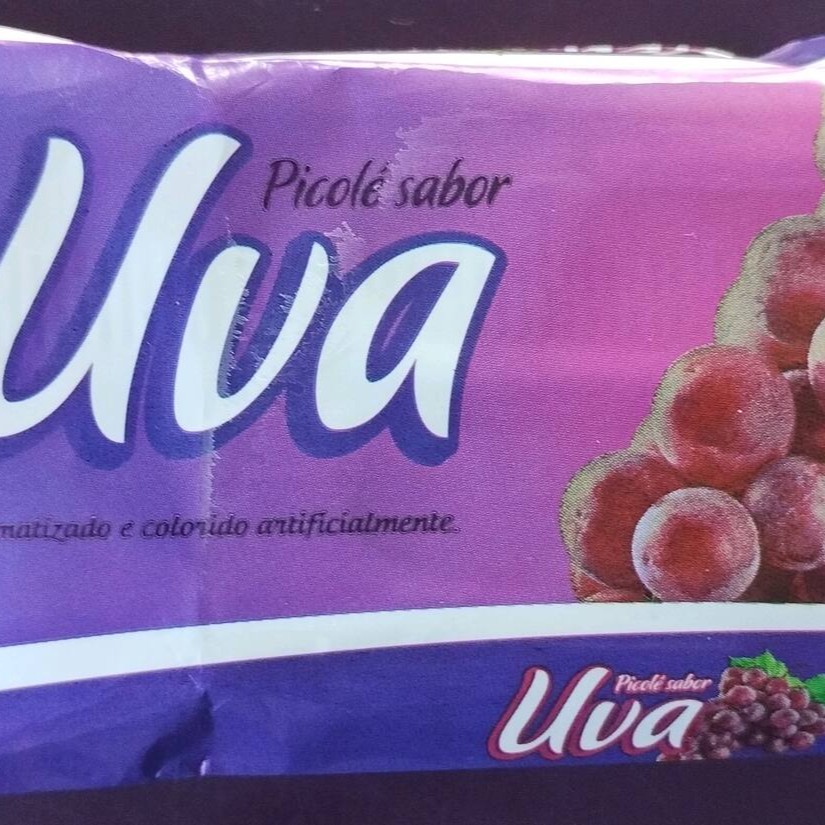 Picolé sabor
Uva
matizado e colorido artificialmente.
Picolé sabor
Uva